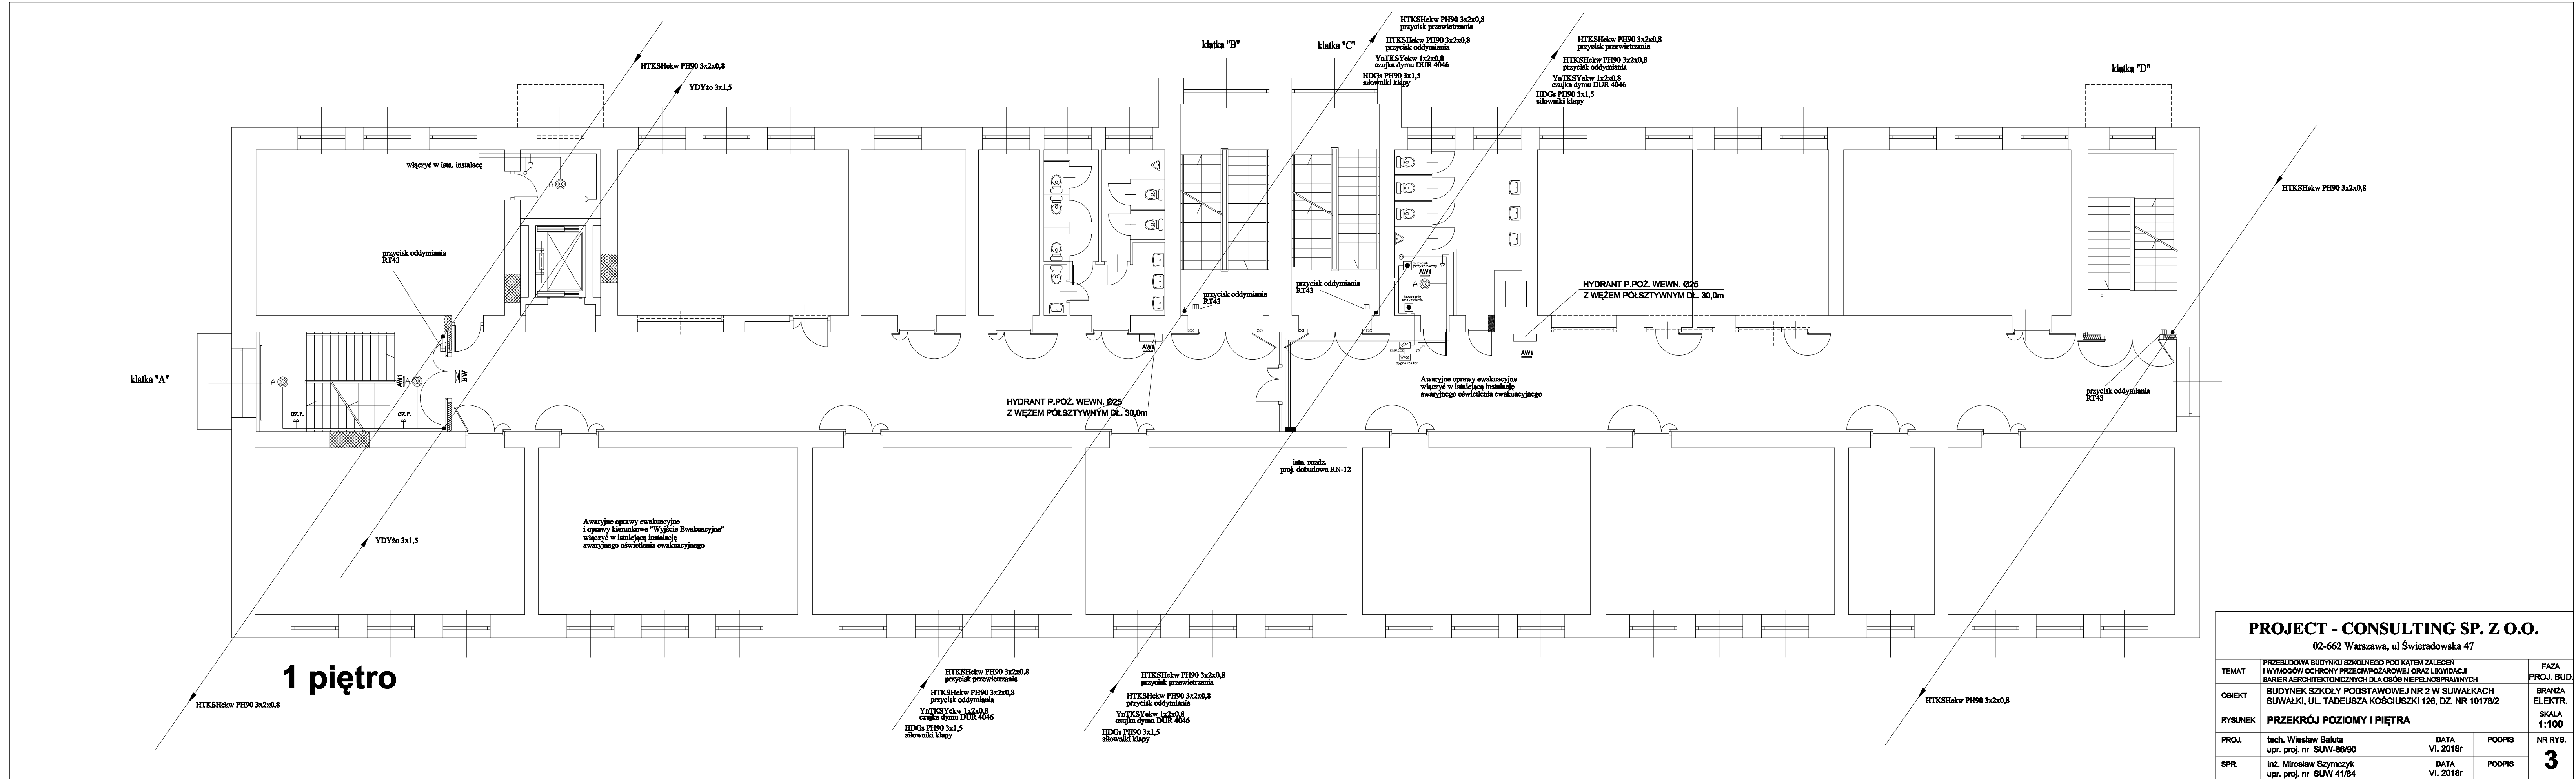 HTKSHekw PH90 3x2x0,8
YDYżo 3x1,5
klatka "B"
klatka "C"
HTKSHekw PH90 3x2x0,8
przycisk przewietrzania
HTKSHekw PH90 3x2x0,8
przycisk oddymiania
YnTKSYekw 1x2x0,8
czujka dymu DUR 4046
HDGs PH90 3x1,5
siłowniki klapy
HTKSHekw PH90 3x2x0,8
przycisk przewietrzania
HTKSHekw PH90 3x2x0,8
przycisk oddymiania
YnTKSYekw 1x2x0,8
czujka dymu DUR 4046
HDGs PH90 3x1,5
siłowniki klapy
klatka "D"
HTKSHekw PH90 3x2x0,8
włączyć w istn. instalację
A
przycisk oddymiania
RT43
przycisk oddymiania
RT43
przycisk oddymiania
RT43
AW1
A
HYDRANT P.POŻ. WEWN. Ø25
Z WĘŻEM PÓŁSZTYWNYM DŁ. 30,0m
AW1
AW1
klatka "A"
A
AW1
A
EW
cz.r.
cz.r.
HYDRANT P.POŻ. WEWN. Ø25
Z WĘŻEM PÓŁSZTYWNYM DŁ. 30,0m
Awaryjne oprawy ewakuacyjne
włączyć w istniejącą instalację
awaryjnego oświetlenia ewakuacyjnego
przycisk oddymiania
RT43
istn. rozdz.
proj. dobudowa RN-12
Awaryjne oprawy ewakuacyjne
i oprawy kierunkowe "Wyjście Ewakuacyjne"
włączyć w istniejącą instalację
awaryjnego oświetlenia ewakuacyjnego
YDYżo 3x1,5
1 piętro
HTKSHekw PH90 3x2x0,8
HTKSHekw PH90 3x2x0,8
przycisk przewietrzania
HTKSHekw PH90 3x2x0,8
przycisk oddymiania
YnTKSYekw 1x2x0,8
czujka dymu DUR 4046
HDGs PH90 3x1,5
siłowniki klapy
HTKSHekw PH90 3x2x0,8
przycisk przewietrzania
HTKSHekw PH90 3x2x0,8
przycisk oddymiania
YnTKSYekw 1x2x0,8
czujka dymu DUR 4046
HDGs PH90 3x1,5
siłowniki klapy
HTKSHekw PH90 3x2x0,8
PROJECT - CONSULTING SP. Z O.O.
02-662 Warszawa, ul Świeradowska 47
TEMAT
PRZEBUDOWA BUDYNKU SZKOLNEGO POD KĄTEM ZALECEŃ
I WYMOGÓW OCHRONY PRZECIWPOŻAROWEJ ORAZ LIKWIDACJI
BARIER AERCHITEKTONICZNYCH DLA OSÓB NIEPEŁNOSPRAWNYCH
FAZA
PROJ. BUD.
OBIEKT
BUDYNEK SZKOŁY PODSTAWOWEJ NR 2 W SUWAŁKACH
SUWAŁKI, UL. TADEUSZA KOŚCIUSZKI 126, DZ. NR 10178/2
BRANŻA
ELEKTR.
RYSUNEK
PRZEKRÓJ POZIOMY I PIĘTRA
SKALA
1:100
PROJ.
tech. Wiesław Baluta
upr. proj. nr SUW-86/90
DATA
VI. 2018r
PODPIS
NR RYS.
3
SPR.
inż. Mirosław Szymczyk
upr. proj. nr SUW 41/84
DATA
VI. 2018r
PODPIS